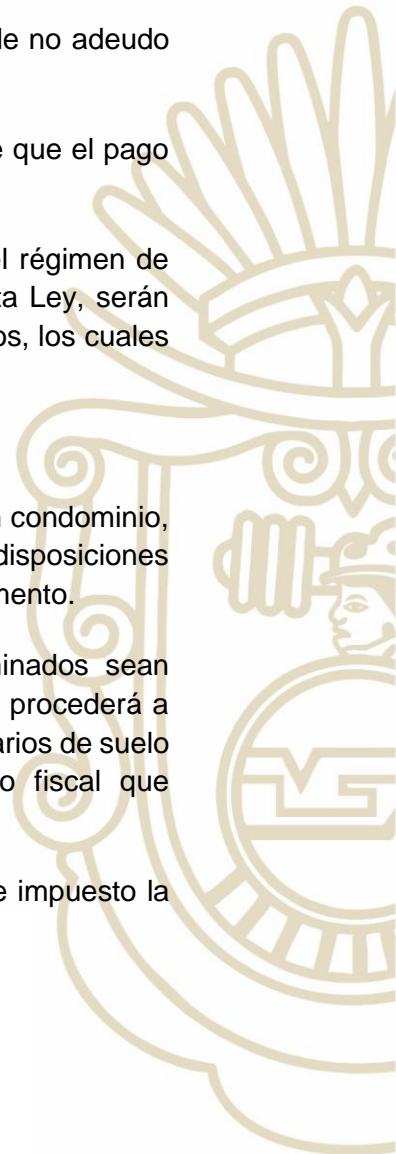 de no adeudo
e que el pago
el régimen de
ta Ley, serán
os, los cuales
condominio,
disposiciones
mento.
inados sean
procederá a
arios de suelo
o fiscal que
e impuesto la